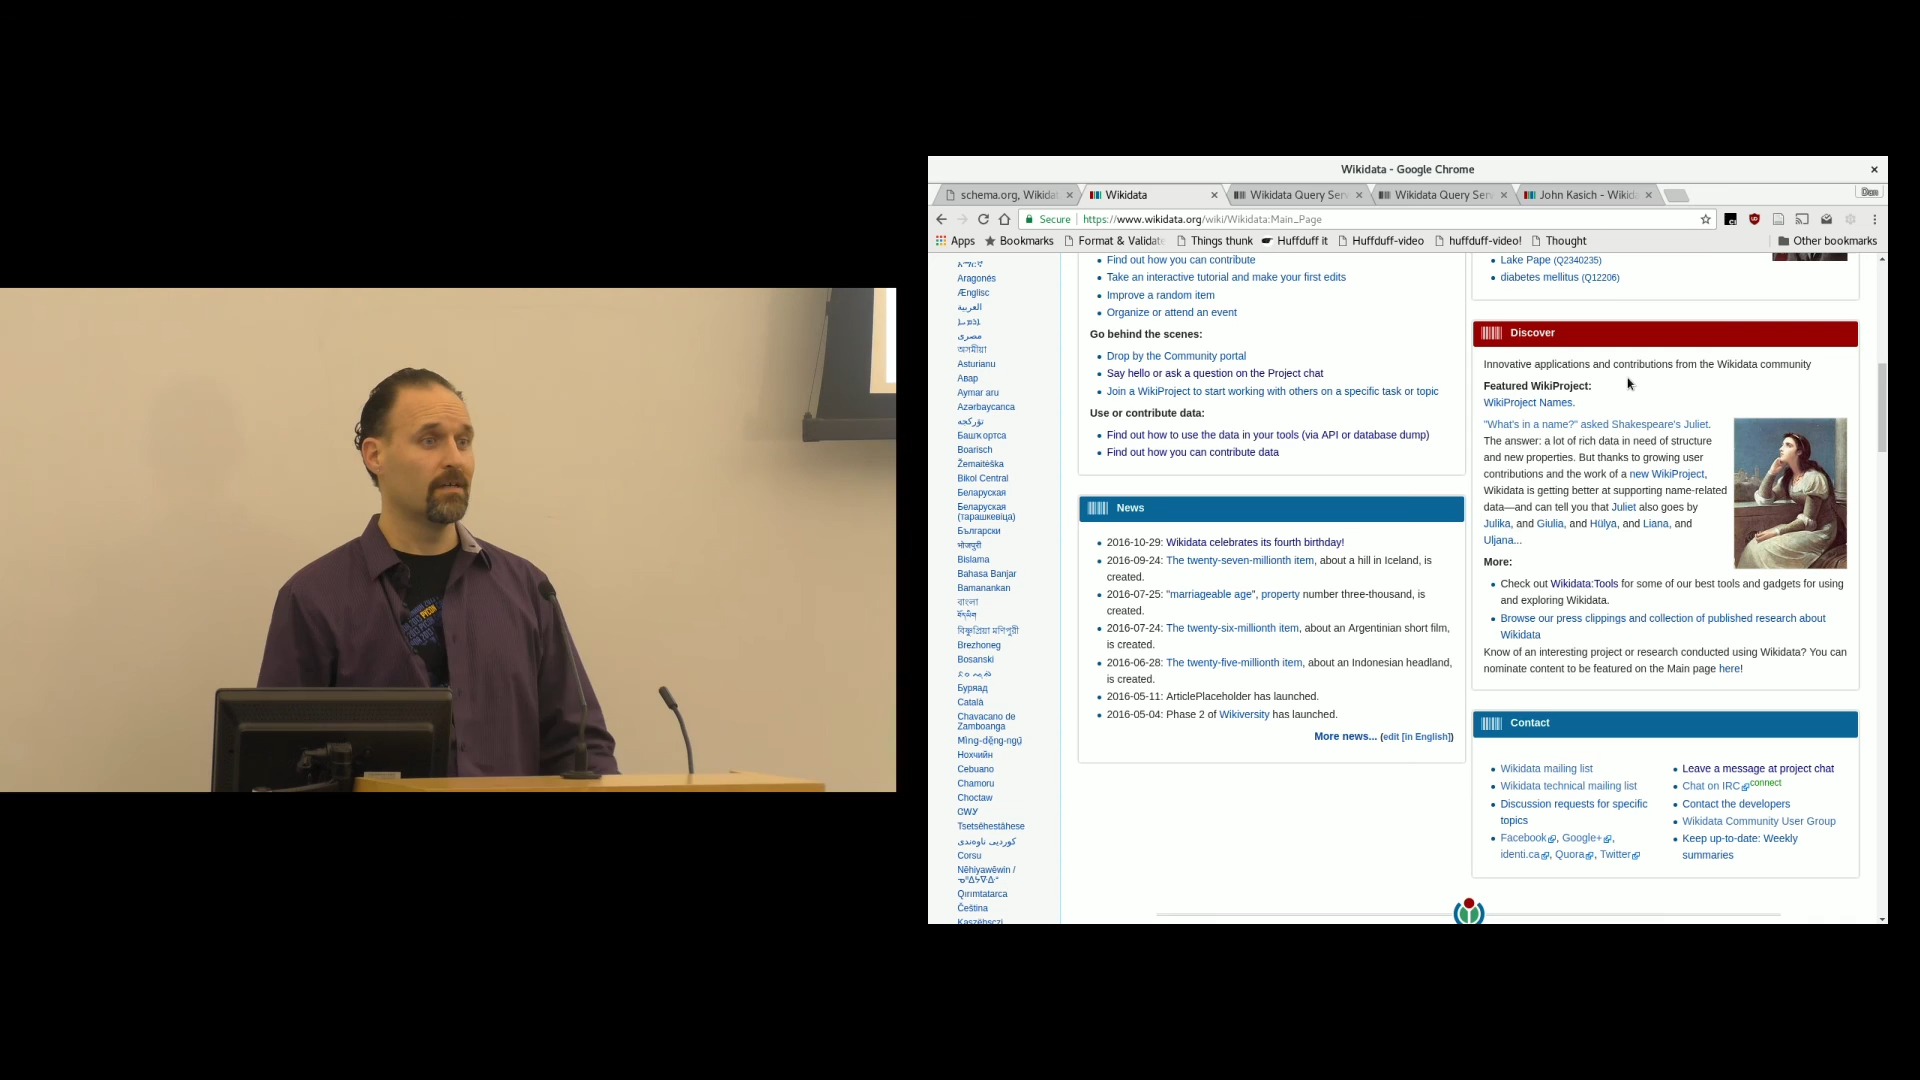 Wikidata - Google Chrome
schema.org, Wikidat
Wikidata
Wikidata Query Serv
Wikidata Query Serv
John Kasich - Wikida
Dan
Secure
https://www.wikidata.org/wiki/Wikidata:Main_Page
Apps
Bookmarks
Format & Validate
Things thunk
Huffduff it
Huffduff-video
huffduff-video!
Thought
Other bookmarks
አማርኛ
Aragonés
Ænglisc
العربية
مصرى
অসমীয়া
Asturianu
Авар
Aymar aru
Azərbaycanca
تۆرکجه
Башҡортса
Boarisch
Žemaitėška
Bikol Central
Беларуская
Беларуская
(тарашкевіца)
Български
भोजपुरी
Bislama
Bahasa Banjar
Bamanankan
বাংলা
বিষ্ণুপ্রিয়া মণিপুরী
Brezhoneg
Bosanski
Буряад
Català
Chavacano de
Zamboanga
Mìng-dĕ̤ng-ngṳ̄
Нохчийн
Cebuano
Chamoru
Choctaw
ᏣᎳᎩ
Tsetsêhestâhese
کوردیی ناوەندی
Corsu
Nēhiyawēwin /
ᓀᐦᐃᔭᐍᐏᐣ
Qırımtatarca
Čeština
Kaszëbsczi
Find out how you can contribute
Take an interactive tutorial and make your first edits
Improve a random item
Organize or attend an event
Go behind the scenes:
Drop by the Community portal
Say hello or ask a question on the Project chat
Join a WikiProject to start working with others on a specific task or topic
Use or contribute data:
Find out how to use the data in your tools (via API or database dump)
Find out how you can contribute data
News
2016-10-29: Wikidata celebrates its fourth birthday!
2016-09-24: The twenty-seven-millionth item, about a hill in Iceland, is
created.
2016-07-25: "marriageable age", property number three-thousand, is
created.
2016-07-24: The twenty-six-millionth item, about an Argentinian short film,
is created.
2016-06-28: The twenty-five-millionth item, about an Indonesian headland,
is created.
2016-05-11: ArticlePlaceholder has launched.
2016-05-04: Phase 2 of Wikiversity has launched.
More news... (edit [in English])
Lake Pape (Q2340235)
diabetes mellitus (Q12206)
Discover
Innovative applications and contributions from the Wikidata community
Featured WikiProject:
WikiProject Names.
"What's in a name?" asked Shakespeare's Juliet.
The answer: a lot of rich data in need of structure
and new properties. But thanks to growing user
contributions and the work of a new WikiProject,
Wikidata is getting better at supporting name-related
data—and can tell you that Juliet also goes by
Julika, and Giulia, and Hülya, and Liana, and
Uljana...
More:
Check out Wikidata:Tools for some of our best tools and gadgets for using
and exploring Wikidata.
Browse our press clippings and collection of published research about
Wikidata
Know of an interesting project or research conducted using Wikidata? You can
nominate content to be featured on the Main page here!
Contact
Wikidata mailing list
Wikidata technical mailing list
Discussion requests for specific
topics
Facebook, Google+,
identi.ca, Quora, Twitter
Leave a message at project chat
Chat on IRC connect
Contact the developers
Wikidata Community User Group
Keep up-to-date: Weekly
summaries